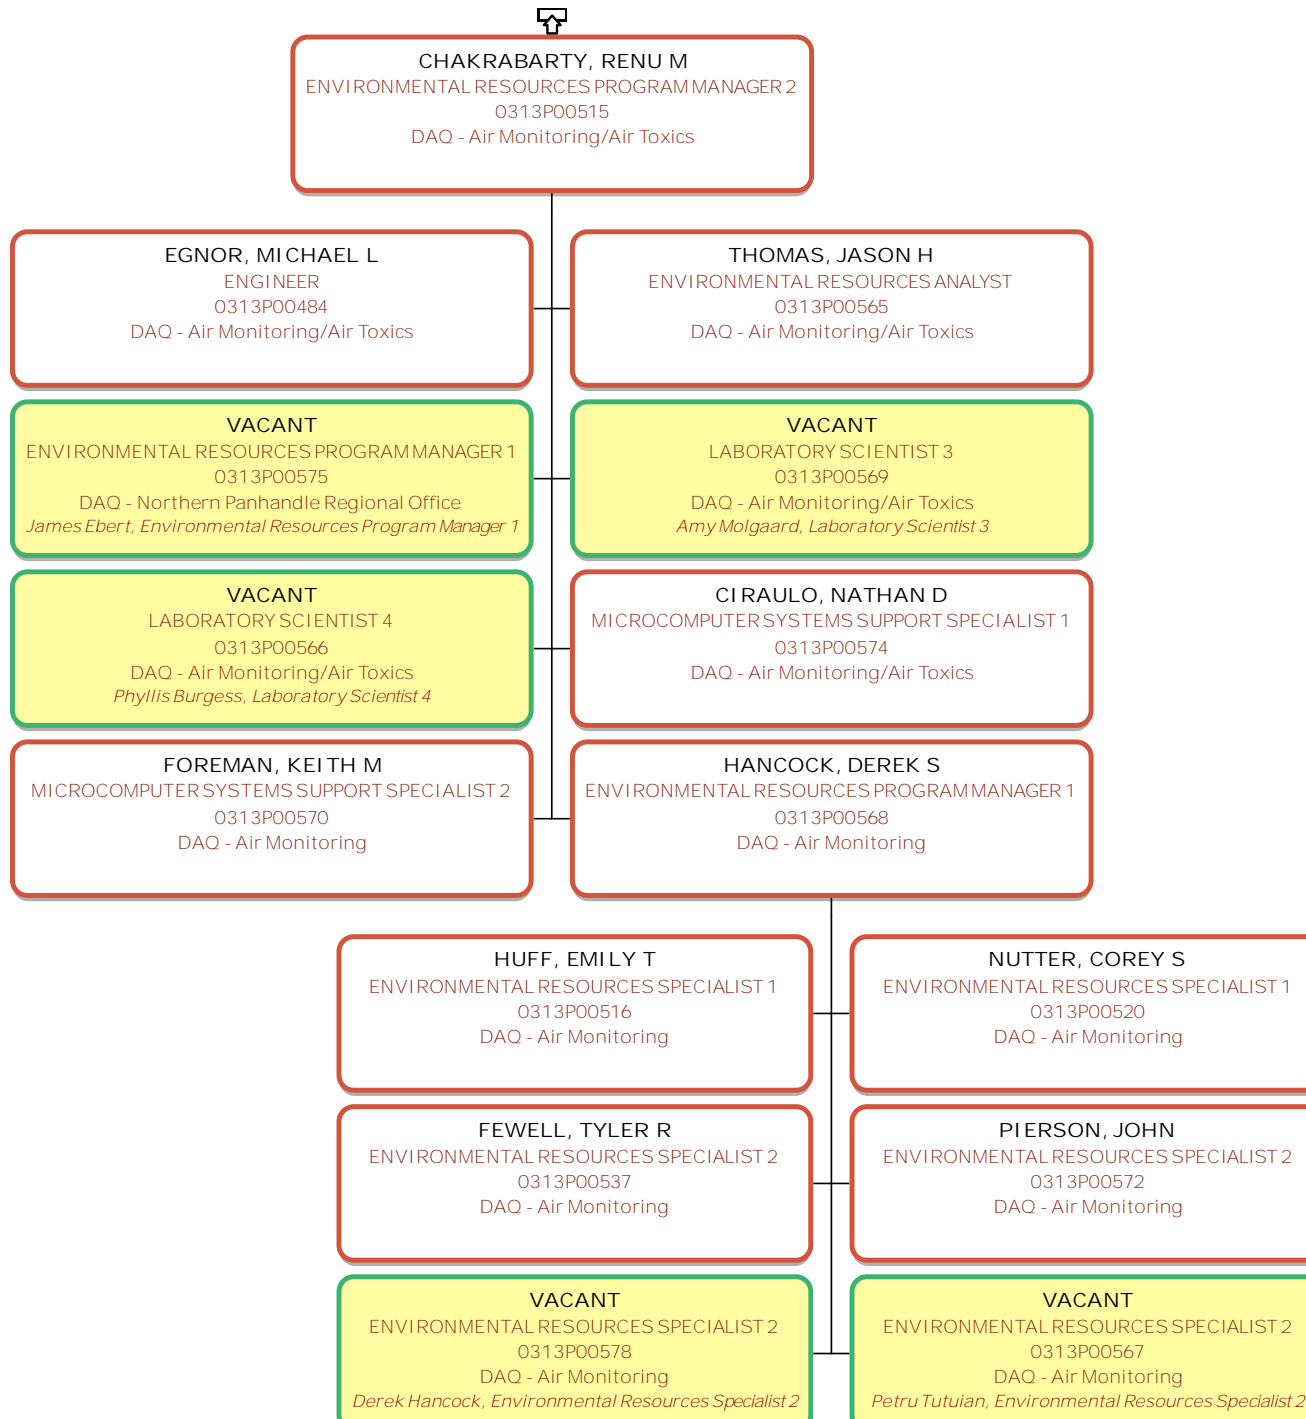 CHAKRABARTY, RENU M
ENVIRONMENTAL RESOURCES PROGRAM MANAGER 2
0313P00515
DAQ - Air Monitoring/Air Toxics
EGNOR, MICHAEL L
ENGINEER
0313P00484
DAQ - Air Monitoring/Air Toxics
THOMAS, JASON H
ENVIRONMENTAL RESOURCES ANALYST
0313P00565
DAQ - Air Monitoring/Air Toxics
VACANT
ENVIRONMENTAL RESOURCES PROGRAM MANAGER 1
0313P00575
DAQ - Northern Panhandle Regional Office
James Ebert, Environmental Resources Program Manager 1
VACANT
LABORATORY SCIENTIST 3
0313P00569
DAQ - Air Monitoring/Air Toxics
Amy Molgaard, Laboratory Scientist 3
VACANT
LABORATORY SCIENTIST 4
0313P00566
DAQ - Air Monitoring/Air Toxics
Phyllis Burgess, Laboratory Scientist 4
CIRAULO, NATHAN D
MICROCOMPUTER SYSTEMS SUPPORT SPECIALIST 1
0313P00574
DAQ - Air Monitoring/Air Toxics
FOREMAN, KEITH M
MICROCOMPUTER SYSTEMS SUPPORT SPECIALIST 2
0313P00570
DAQ - Air Monitoring
HANCOCK, DEREK S
ENVIRONMENTAL RESOURCES PROGRAM MANAGER 1
0313P00568
DAQ - Air Monitoring
HUFF, EMILY T
ENVIRONMENTAL RESOURCES SPECIALIST 1
0313P00516
DAQ - Air Monitoring
NUTTER, COREY S
ENVIRONMENTAL RESOURCES SPECIALIST 1
0313P00520
DAQ - Air Monitoring
FEWELL, TYLER R
ENVIRONMENTAL RESOURCES SPECIALIST 2
0313P00537
DAQ - Air Monitoring
PIERSON, JOHN
ENVIRONMENTAL RESOURCES SPECIALIST 2
0313P00572
DAQ - Air Monitoring
VACANT
ENVIRONMENTAL RESOURCES SPECIALIST 2
0313P00578
DAQ - Air Monitoring
Derek Hancock, Environmental Resources Specialist 2
VACANT
ENVIRONMENTAL RESOURCES SPECIALIST 2
0313P00567
DAQ - Air Monitoring
Petru Tutuian, Environmental Resources Specialist 2